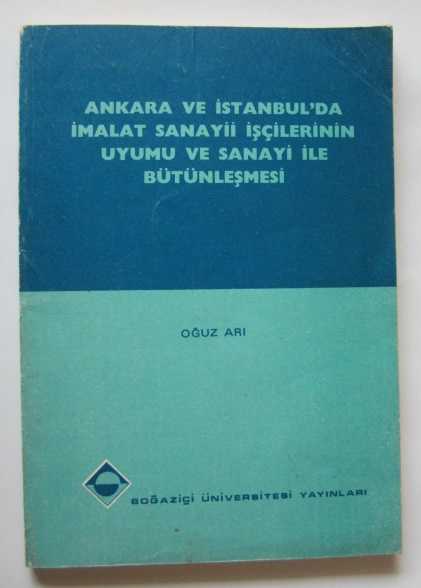 ANKARA VE İSTANBUL'DA
İMALAT SANAYİİ İŞÇİLERİNİN
UYUMU VE SANAYİ İLE
BÜTÜNLEŞMESİ
OĞUZ ARI
BOĞAZİÇİ ÜNİVERSİTESİ YAYINLARI